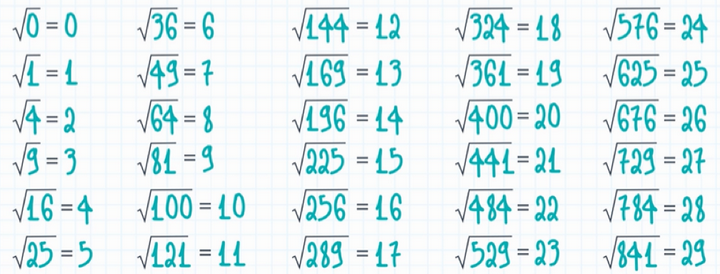 √0 = 0
√1 = 1
√4 = 2
√9 = 3
√16 = 4
√25 = 5
√36 = 6
√49 = 7
√64 = 8
√81 = 9
√100 = 10
√121 = 11
√144 = 12
√169 = 13
√196 = 14
√225 = 15
√256 = 16
√289 = 17
√324 = 18
√361 = 19
√400 = 20
√441 = 21
√484 = 22
√529 = 23
√576 = 24
√625 = 25
√676 = 26
√729 = 27
√784 = 28
√841 = 29